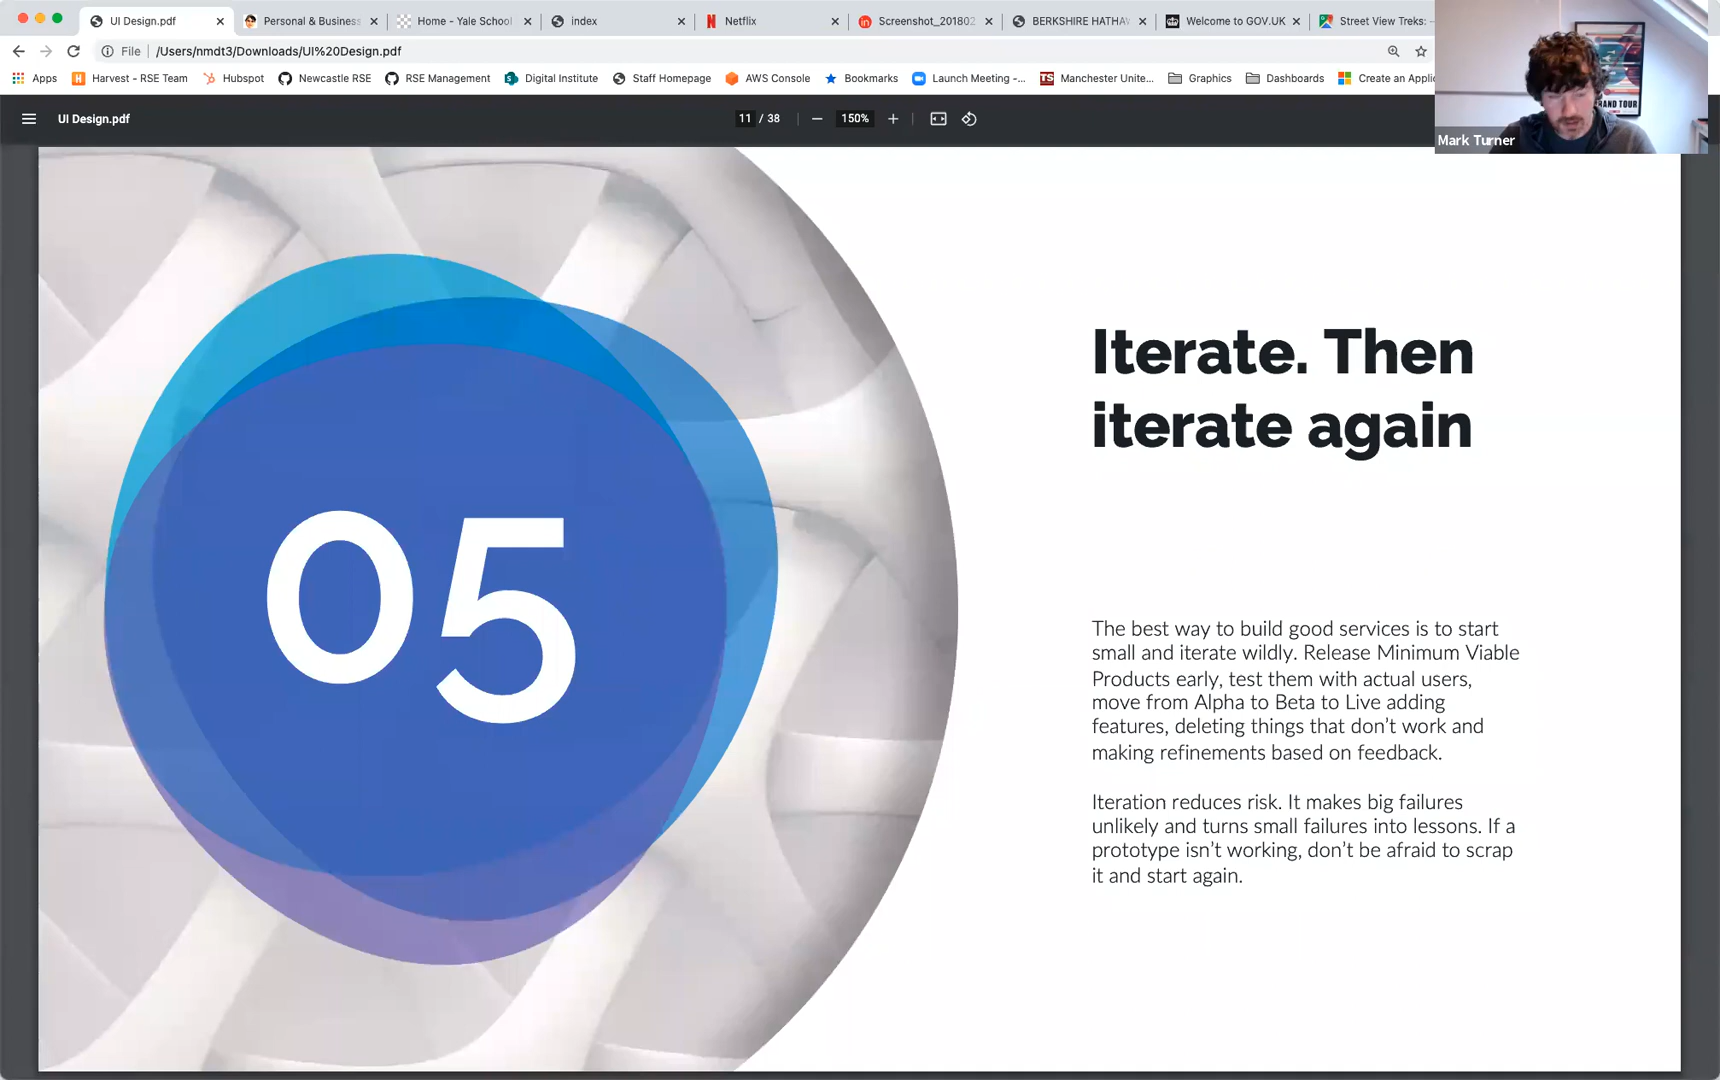 UI Design.pdf
Personal & Business
Home - Yale School
index
Netflix
Screenshot_201802
BERKSHIRE HATHAW
Welcome to GOV.UK
Street View Treks:
File
/Users/nmdt3/Downloads/UI%20Design.pdf
Apps
Harvest - RSE Team
Hubspot
Newcastle RSE
RSE Management
Digital Institute
Staff Homepage
AWS Console
Bookmarks
Launch Meeting -...
TS Manchester Unite...
Graphics
Dashboards
Create an Applic
UI Design.pdf
11 / 38
150%
RAND TOUR
Mark Turner
05
Iterate. Then
iterate again
The best way to build good services is to start
small and iterate wildly. Release Minimum Viable
Products early, test them with actual users,
move from Alpha to Beta to Live adding
features, deleting things that don’t work and
making refinements based on feedback.
Iteration reduces risk. It makes big failures
unlikely and turns small failures into lessons. If a
prototype isn’t working, don’t be afraid to scrap
it and start again.